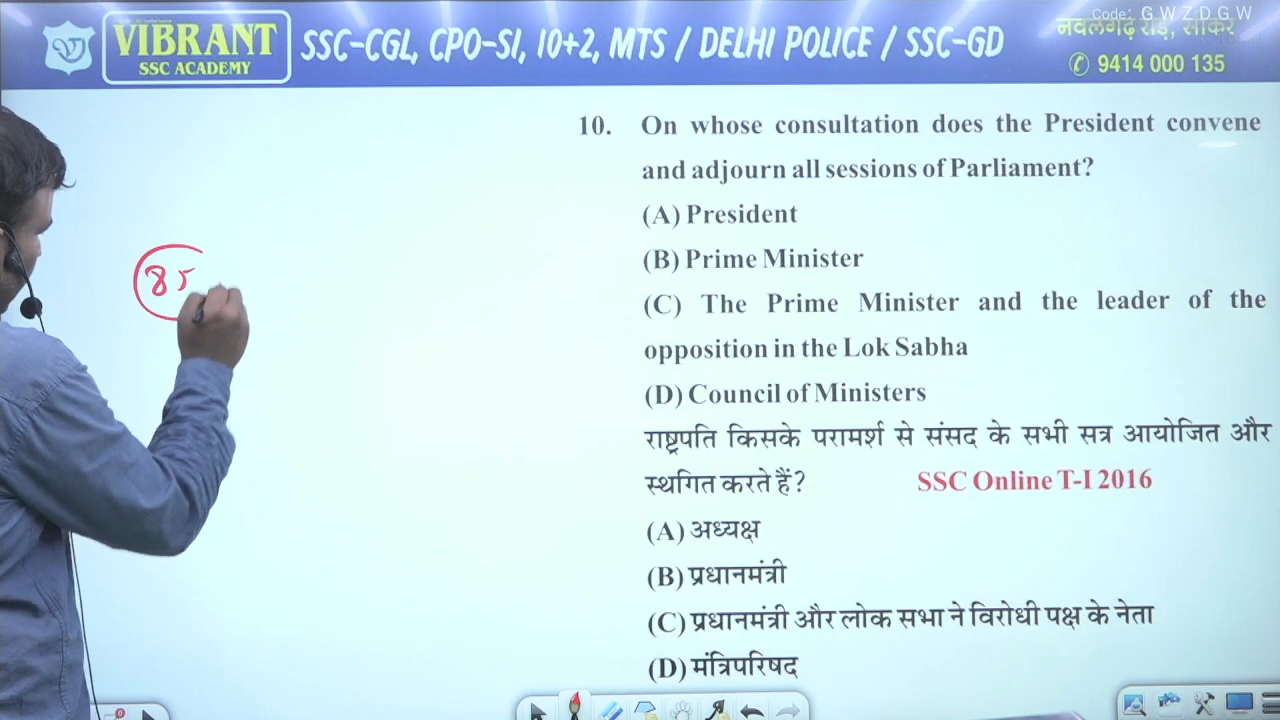 VIBRANT
SSC ACADEMY
SSC-CGL, CPO-SI, 10+2, MTS / DELHI POLICE / SSC-GD
Code: G W Z D G W
नवलगढ़ रोड़, सीकर
✆ 9414 000 135
10. On whose consultation does the President convene
and adjourn all sessions of Parliament?
(A) President
(B) Prime Minister
(C) The Prime Minister and the leader of the
opposition in the Lok Sabha
(D) Council of Ministers
राष्ट्रपति किसके परामर्श से संसद के सभी सत्र आयोजित और
स्थगित करते हैं? SSC Online T-I 2016
(A) अध्यक्ष
(B) प्रधानमंत्री
(C) प्रधानमंत्री और लोक सभा ने विरोधी पक्ष के नेता
(D) मंत्रिपरिषद
85